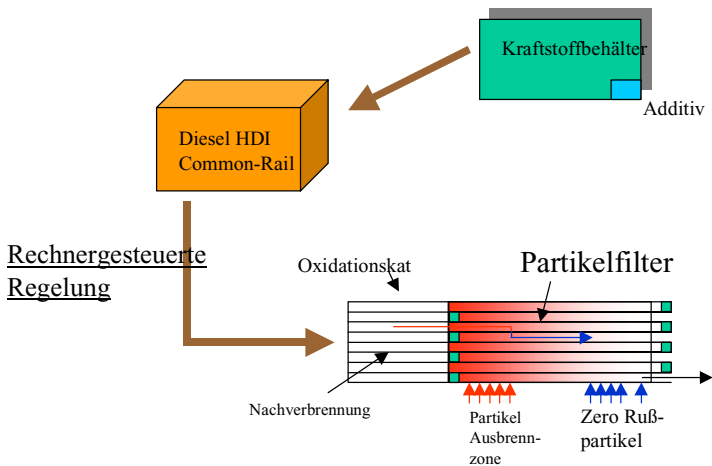 Kraftstoffbehälter
Additiv
Diesel HDI
Common-Rail
Rechnergesteuerte
Regelung
Oxidationskat
Partikelfilter
Nachverbrennung
Partikel
Ausbrenn-
zone
Zero Ruß-
partikel